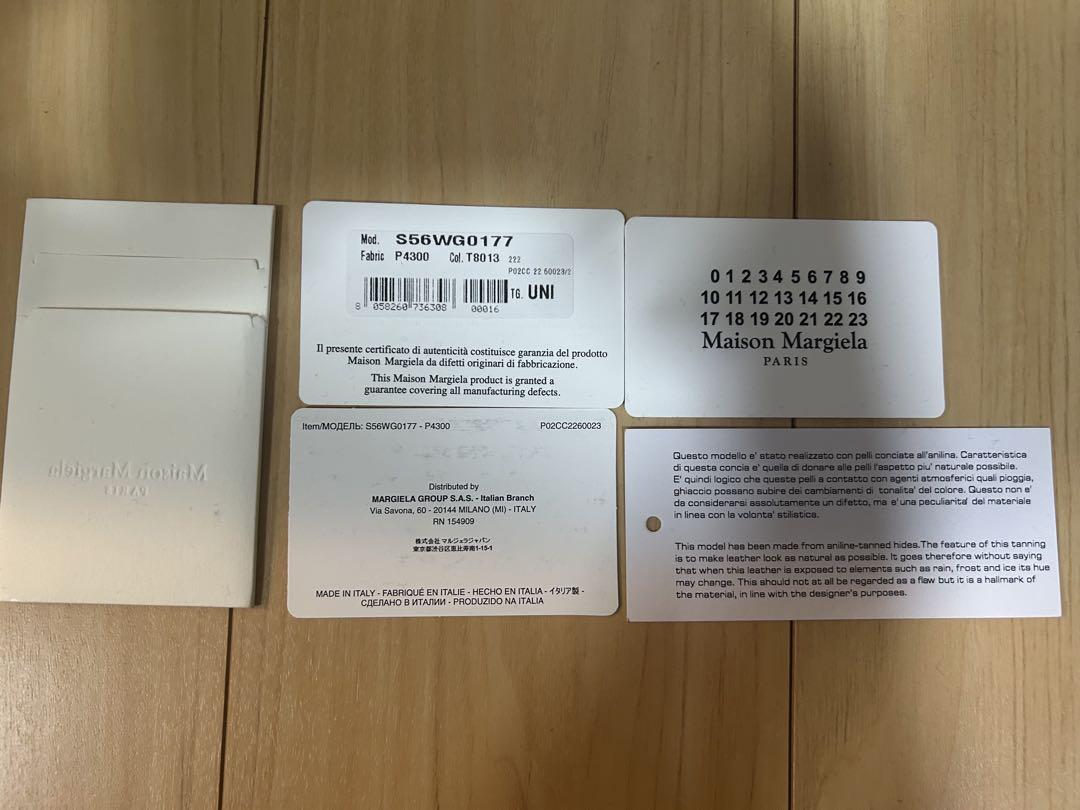 Maison Margiela
PARIS
Mod. S56WG0177
Fabric P4300 Col. T8013 222
P02CC 22 60023/2
8 058260 736308 00016 TG. UNI
Il presente certificato di autenticità costituisce garanzia del prodotto
Maison Margiela da difetti originari di fabbricazione.
This Maison Margiela product is granted a
guarantee covering all manufacturing defects.
0 1 2 3 4 5 6 7 8 9
10 11 12 13 14 15 16
17 18 19 20 21 22 23
Maison Margiela
PARIS
Item/МОДЕЛЬ: S56WG0177 - P4300 P02CC2260023
Distributed by
MARGIELA GROUP S.A.S. - Italian Branch
Via Savona, 60 - 20144 MILANO (MI) - ITALY
RN 154909
株式会社 マルジェラジャパン
東京都渋谷区恵比寿南1-15-1
MADE IN ITALY - FABRIQUÉ EN ITALIE - HECHO EN ITALIA - イタリア製 -
СДЕЛАНО В ИТАЛИИ - PRODUZIDO NA ITALIA
Questo modello e' stato realizzato con pelli conciate all'anilina. Caratteristica
di questa concia e' quella di donare alle pelli l'aspetto piu' naturale possibile.
E' quindi logico che queste pelli a contatto con agenti atmosferici quali pioggia,
ghiaccio possano subire dei cambiamenti di tonalita' del colore. Questo non e'
da considerarsi assolutamente un difetto, ma e' una peculiarita' del materiale
in linea con la volonta' stilistica.
This model has been made from aniline-tanned hides.The feature of this tanning
is to make leather look as natural as possible. It goes therefore without saying
that when this leather is exposed to elements such as rain, frost and ice its hue
may change. This should not at all be regarded as a flaw but it is a hallmark of
the material, in line with the designer's purposes.